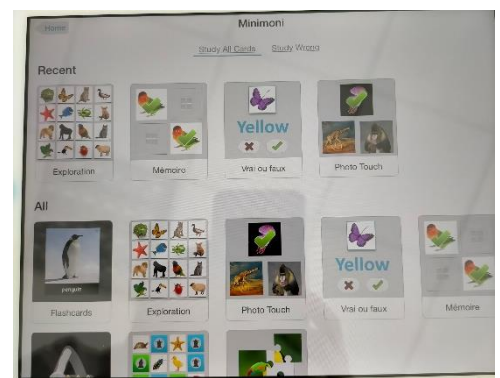 Home
Minimoni
Study All Cards Study Wrong
Recent
Yellow
Exploration Mémoire Vrai ou faux Photo Touch
All
Yellow
penguin
Flashcards Exploration Photo Touch Vrai ou faux Mémoire